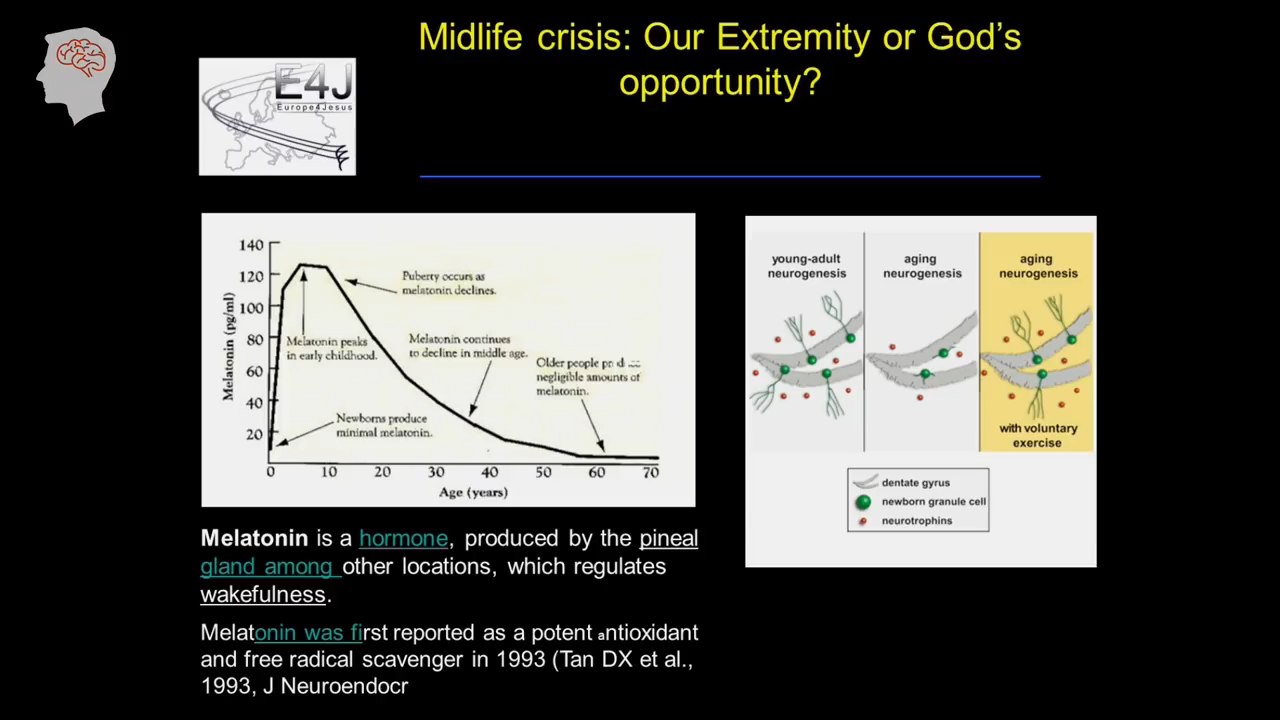 Midlife crisis: Our Extremity or God's
opportunity?
E4J
Europe4Jesus
140
120
100
80
60
40
20
Melatonin (pg/ml)
Puberty occurs as
melatonin declines.
Melatonin peaks
in early childhood.
Melatonin continues
to decline in middle age.
Older people
negligible amounts of
melatonin.
Newborns produce
minimal melatonin.
0 10 20 30 40 50 60 70
Age (years)
young-adult
neurogenesis
aging
neurogenesis
aging
neurogenesis
with voluntary
exercise
dentate gyrus
newborn granule cell
neurotrophins
Melatonin is a hormone, produced by the pineal
gland among other locations, which regulates
wakefulness.
Melatonin was first reported as a potent antioxidant
and free radical scavenger in 1993 (Tan DX et al.,
1993, J Neuroendocr